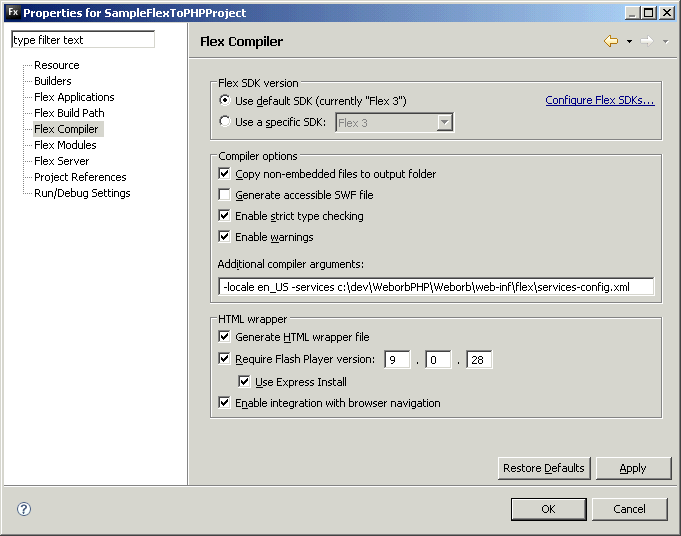 Fx Properties for SampleFlexToPHPProject
type filter text
Resource
Builders
Flex Applications
Flex Build Path
Flex Compiler
Flex Modules
Flex Server
Project References
Run/Debug Settings
Flex Compiler
Flex SDK version
Use default SDK (currently "Flex 3") Configure Flex SDKs...
Use a specific SDK: Flex 3
Compiler options
Copy non-embedded files to output folder
Generate accessible SWF file
Enable strict type checking
Enable warnings
Additional compiler arguments:
-locale en_US -services c:\dev\WeborbPHP\Weborb\web-inf\flex\services-config.xml
HTML wrapper
Generate HTML wrapper file
Require Flash Player version: 9 . 0 . 28
Use Express Install
Enable integration with browser navigation
Restore Defaults Apply
? OK Cancel